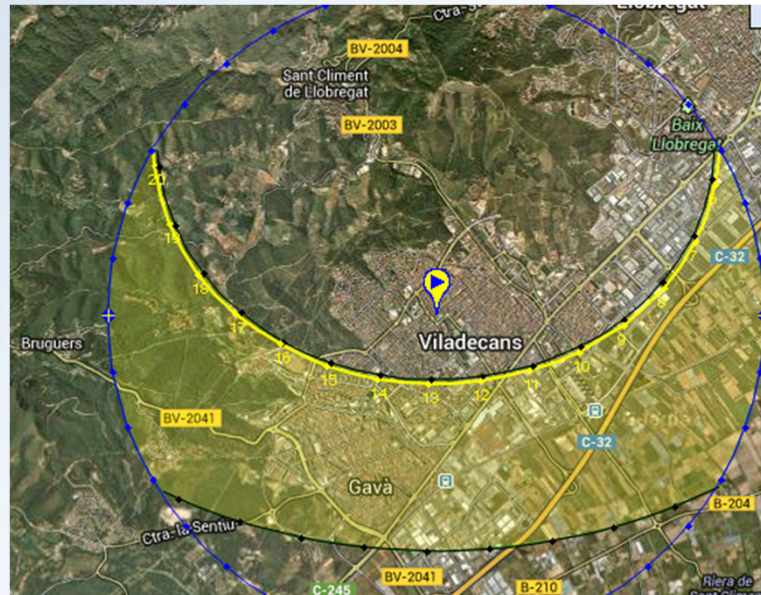 Llobregat
BV-2004
Sant Climent
de Llobregat
BV-2003
Baix
Llobregat
20
19
C-32
7
18
8
17
9
Bruguers
Viladecans
16
10
15
11
14
13
12
BV-2041
C-32
Gavà
B-204
Ctra. la Sentiu
BV-2041
C-245
B-210
Riera de